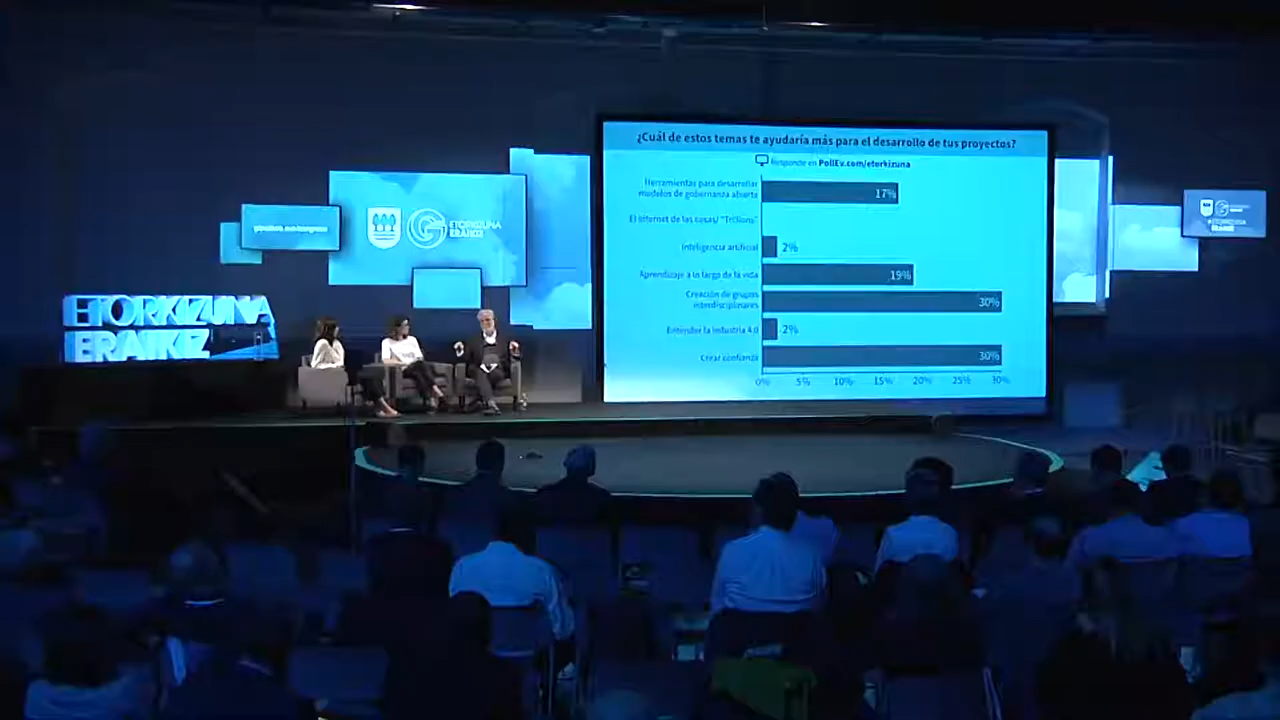 ¿Cuál de estos temas te ayudaría más para el desarrollo de tus proyectos?
Responde en PollEv.com/etorkizuna
Herramientas para desarrollar
modelos de gobernanza abierta
17%
El internet de las cosas/ "Trillions"
Inteligencia artificial
2%
Aprendizaje a lo largo de la vida
19%
Creación de grupos
interdisciplinares
30%
Entender la Industria 4.0
2%
Crear confianza
30%
0% 5% 10% 15% 20% 25% 30%
ETORKIZUNA
ERAIKIZ
ETORKIZUNA
ERAIKIZ
ETORKIZUNA
ERAIKIZ